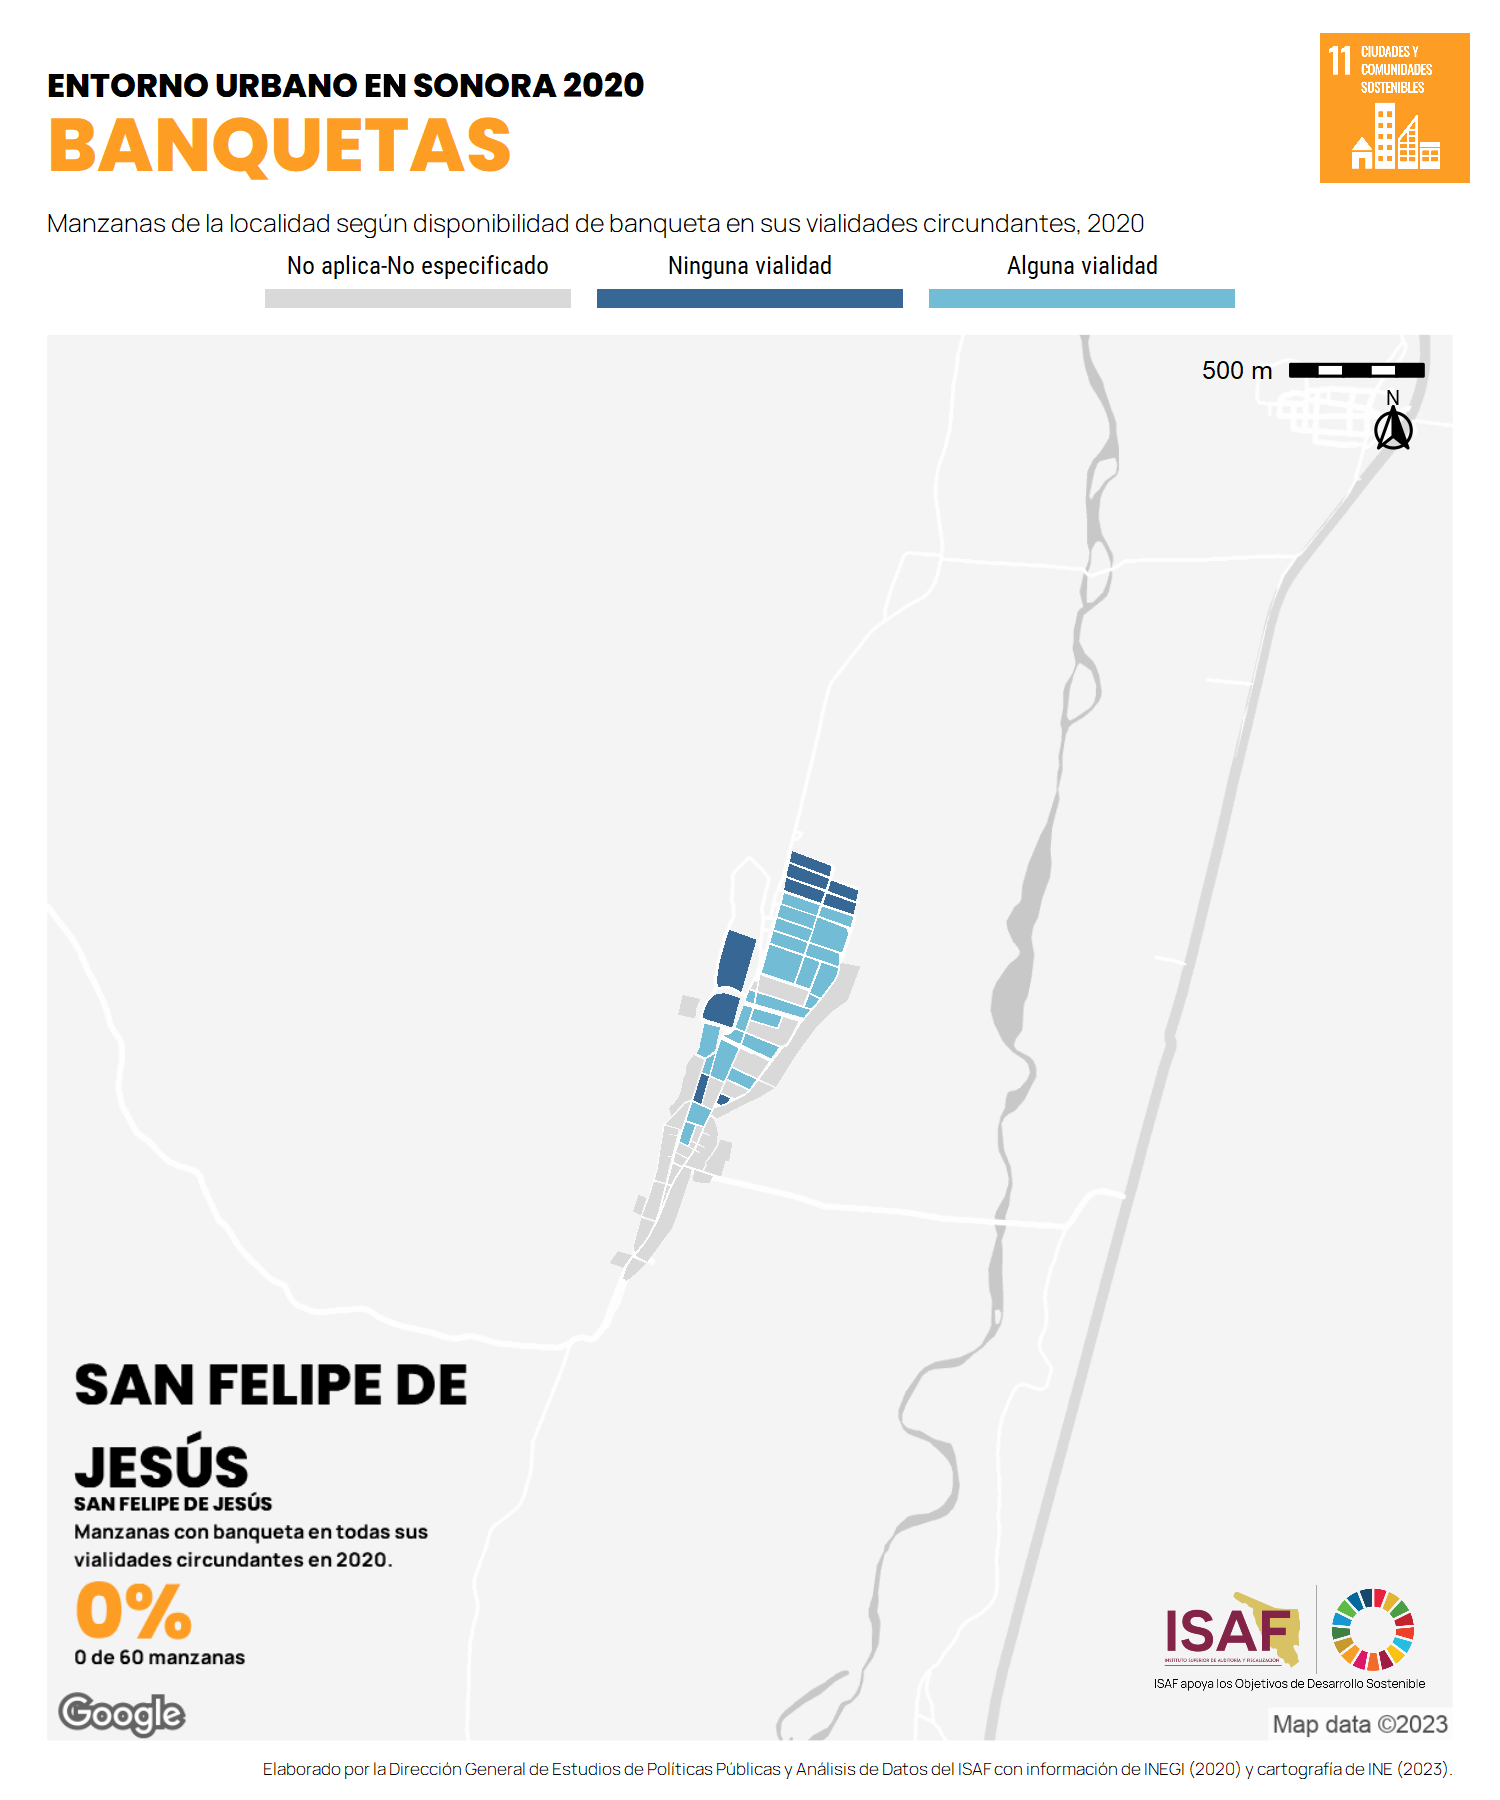 ENTORNO URBANO EN SONORA 2020
BANQUETAS
11 CIUDADES Y
COMUNIDADES
SOSTENIBLES
Manzanas de la localidad según disponibilidad de banqueta en sus vialidades circundantes, 2020
No aplica-No especificado
Ninguna vialidad
Alguna vialidad
500 m
N
SAN FELIPE DE
JESÚS
SAN FELIPE DE JESÚS
Manzanas con banqueta en todas sus
vialidades circundantes en 2020.
0%
0 de 60 manzanas
ISAF
INSTITUTO SUPERIOR DE AUDITORÍA Y FISCALIZACIÓN
ISAF apoya los Objetivos de Desarrollo Sostenible
Google
Map data ©2023
Elaborado por la Dirección General de Estudios de Políticas Públicas y Análisis de Datos del ISAF con información de INEGI (2020) y cartografía de INE (2023).